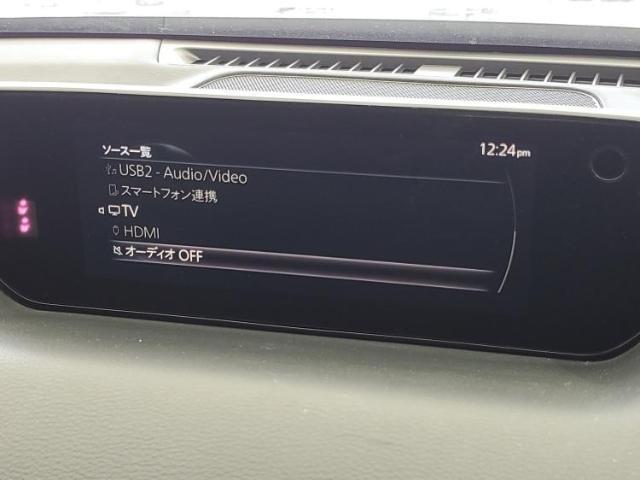 ソース一覧
12:24pm
USB2 - Audio/Video
スマートフォン連携
TV
HDMI
オーディオ OFF